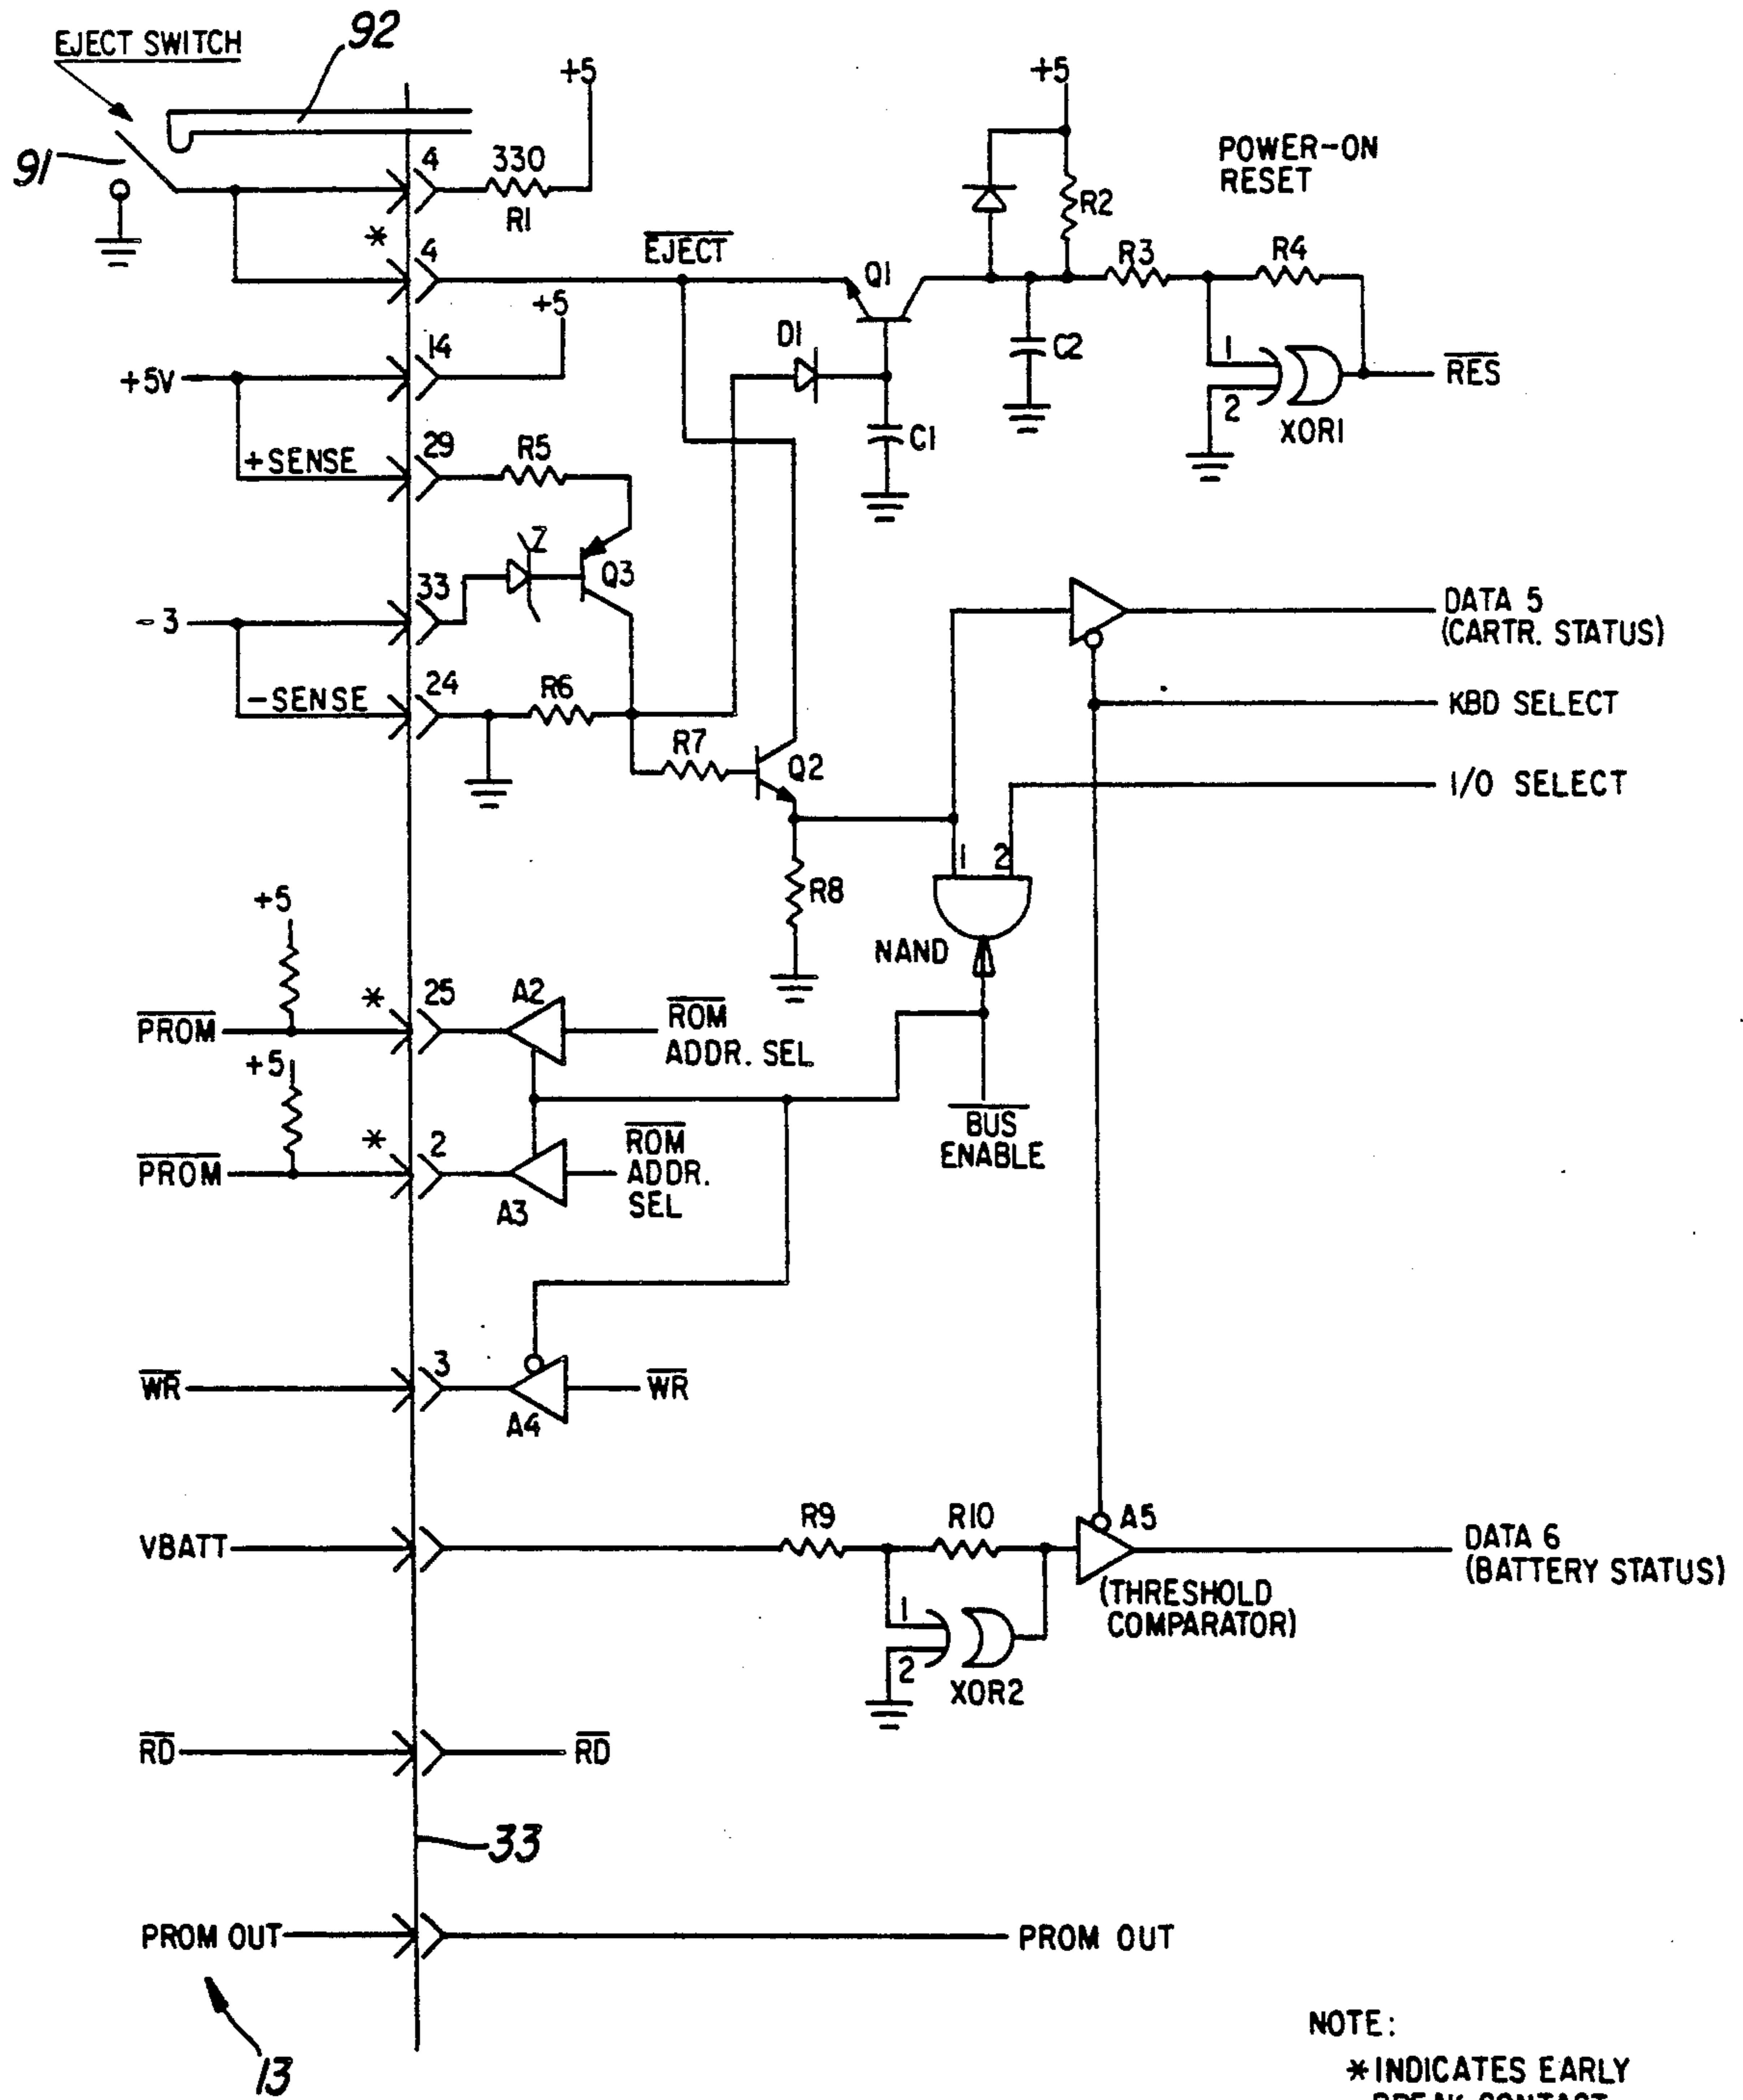 EJECT SWITCH
92
+5
+5
91
4
330
R1
POWER-ON
RESET
R2
*
4
EJECT
Q1
R3
R4
+5
D1
C2
1
2
XOR1
RES
+5V
14
C1
+SENSE
29
R5
Z
Q3
-3
33
DATA 5
(CARTR. STATUS)
-SENSE
24
R6
KBD SELECT
R7
Q2
I/O SELECT
1 2
R8
NAND
+5
PROM
*
25
A2
ROM
ADDR. SEL
+5
PROM
*
2
A3
ROM
ADDR.
SEL
BUS
ENABLE
WR
3
A4
WR
VBATT
R9
R10
A5
DATA 6
(BATTERY STATUS)
(THRESHOLD
COMPARATOR)
1
2
XOR2
RD
RD
33
PROM OUT
PROM OUT
13
NOTE:
*INDICATES EARLY
BREAK CONTACT